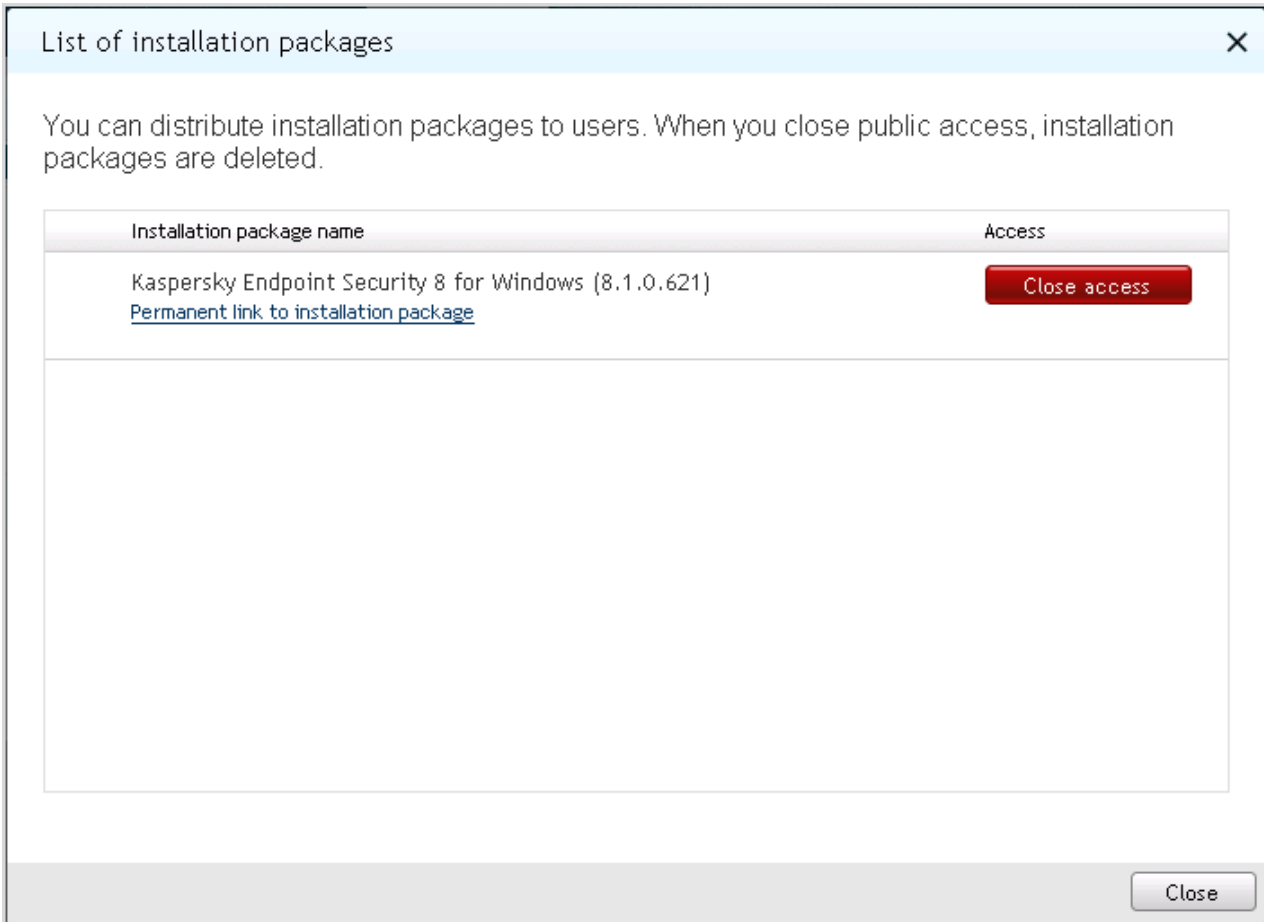 List of installation packages
You can distribute installation packages to users. When you close public access, installation
packages are deleted.
Installation package name Access
Kaspersky Endpoint Security 8 for Windows (8.1.0.621) Close access
Permanent link to installation package
Close